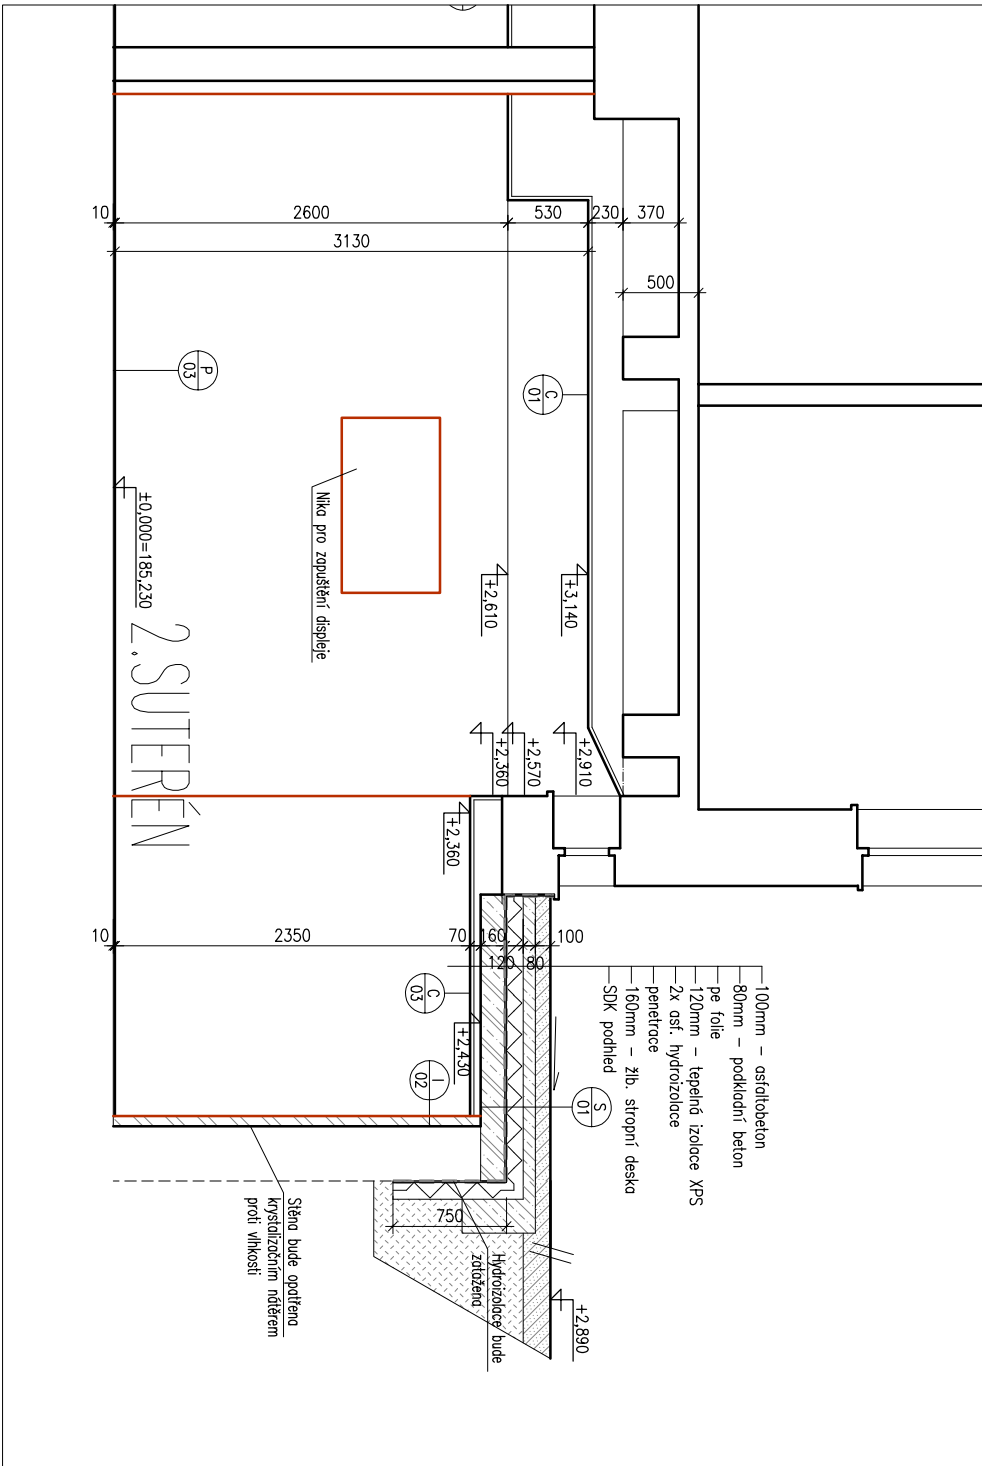 10
2600
530
230
370
3130
500
P
03
C
01
Nika pro zapuštění displeje
±0,000=185,230
2.SUTERÉN
+2,610
+3,140
+2,360
+2,570
+2,910
+2,360
10
2350
70
160
120
80
100
C
03
+2,430
I
02
S
01
100mm – asfaltobeton
80mm – podkladní beton
pe folie
120mm – tepelná izolace XPS
2x asf. hydroizolace
penetrace
160mm – žlb. stropní deska
SDK podhled
750
Hydroizolace bude
zatažena
Stěna bude opatřena
krystalizačním nátěrem
proti vlhkosti
+2,890